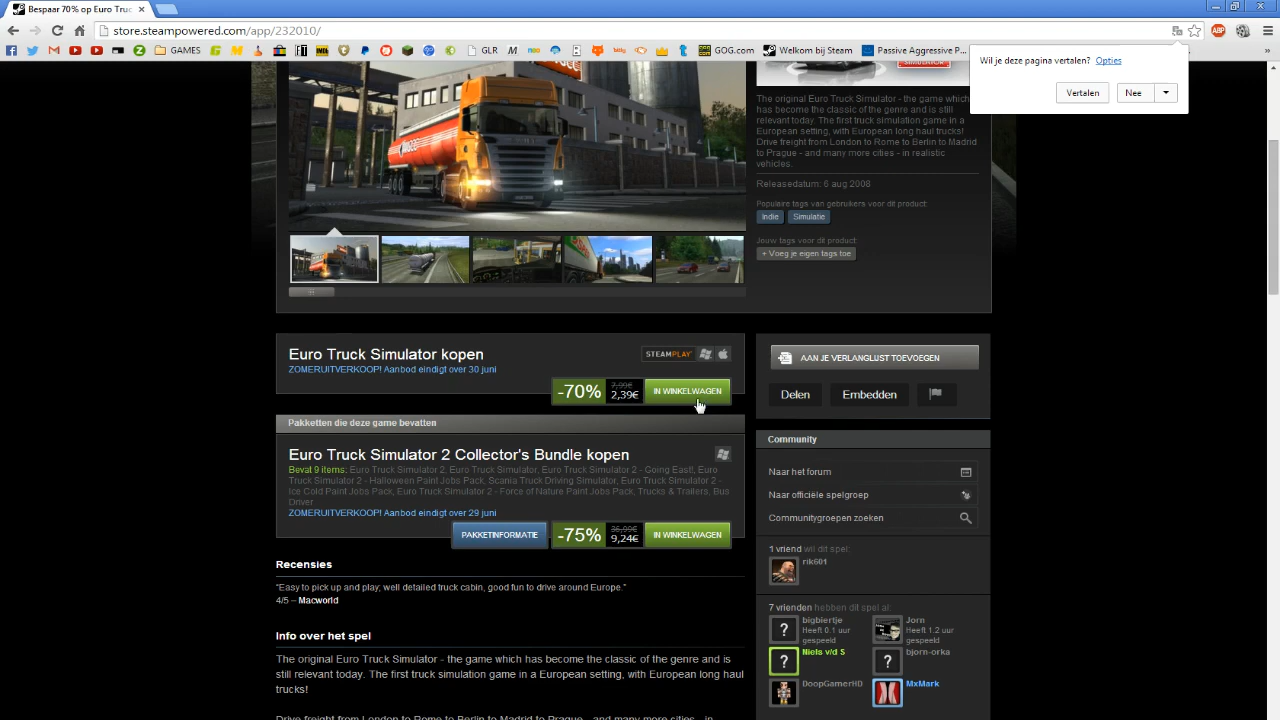 Bespaar 70% op Euro Truc
store.steampowered.com/app/232010/
GAMES
GLR
GOG.com
Welkom bij Steam
Passive Aggressive P...
»
Wil je deze pagina vertalen? Opties
Vertalen
Nee
The original Euro Truck Simulator - the game which
has become the classic of the genre and is still
relevant today. The first truck simulation game in a
European setting, with European long haul trucks!
Drive freight from London to Rome to Berlin to Madrid
to Prague - and many more cities - in realistic
vehicles.
Releasedatum: 6 aug 2008
Populaire tags van gebruikers voor dit product:
Indie
Simulatie
Jouw tags voor dit product:
+ Voeg je eigen tags toe
Euro Truck Simulator kopen
STEAMPLAY
ZOMERUITVERKOOP! Aanbod eindigt over 30 juni
-70%
7,99€
2,39€
IN WINKELWAGEN
Pakketten die deze game bevatten
Euro Truck Simulator 2 Collector's Bundle kopen
Bevat 9 items: Euro Truck Simulator 2, Euro Truck Simulator 2 - Going East!, Euro
Truck Simulator 2 - Halloween Paint Jobs Pack, Scania Truck Driving Simulator, Euro Truck Simulator 2 -
Ice Cold Paint Jobs Pack, Euro Truck Simulator 2 - Force of Nature Paint Jobs Pack, Trucks & Trailers, Bus
Driver
ZOMERUITVERKOOP! Aanbod eindigt over 29 juni
PAKKETINFORMATIE
-75%
36,99€
9,24€
IN WINKELWAGEN
Recensies
"Easy to pick up and play, well detailed truck cabin, good fun to drive around Europe."
4/5 – Macworld
Info over het spel
The original Euro Truck Simulator - the game which has become the classic of the genre and is
still relevant today. The first truck simulation game in a European setting, with European long haul
trucks!
Drive freight from London to Rome to Berlin to Madrid to Prague - and many more cities - in
AAN JE VERLANGLIJST TOEVOEGEN
Delen
Embedden
Community
Naar het forum
Naar officiële spelgroep
Communitygroepen zoeken
1 vriend wil dit spel:
rik601
7 vrienden hebben dit spel al:
bigbiertje
Heeft 0.1 uur
gespeeld
Jorn
Heeft 1.2 uur
gespeeld
Niels v/d S
bjorn-orka
DoopGamerHD
MxMark